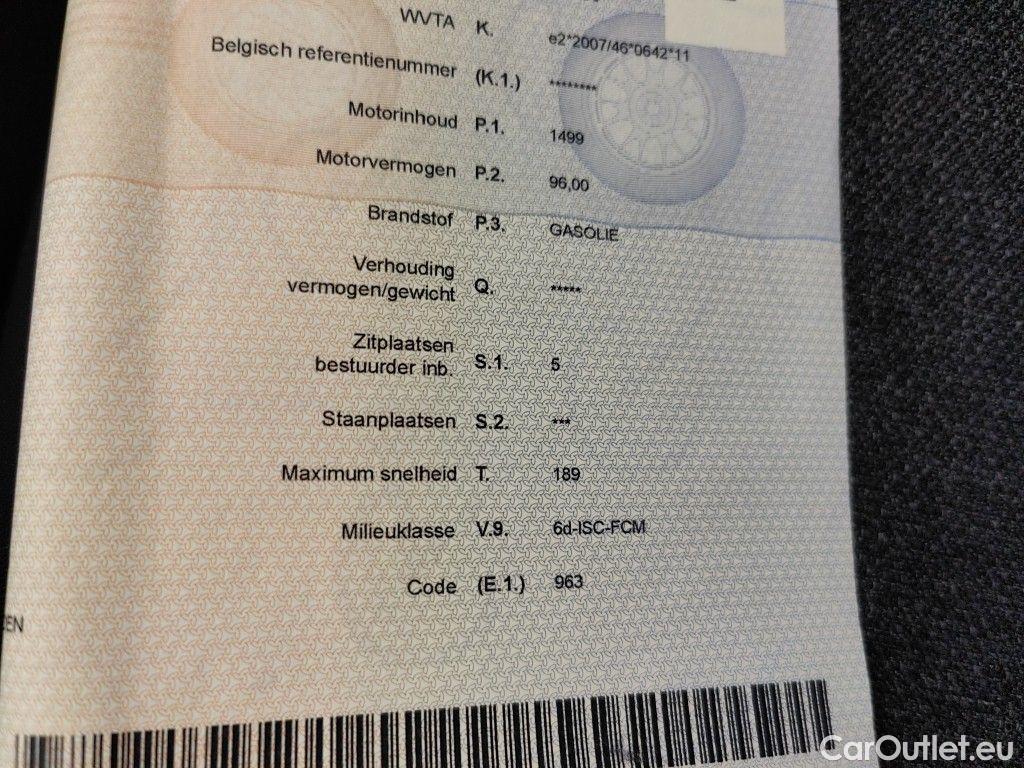 WVTA K. e2*2007/46*0642*11
Belgisch referentienummer (K.1.) ********
Motorinhoud P.1. 1499
Motorvermogen P.2. 96,00
Brandstof P.3. GASOLIE
Verhouding
vermogen/gewicht Q. *****
Zitplaatsen
bestuurder inb. S.1. 5
Staanplaatsen S.2. ***
Maximum snelheid T. 189
Milieuklasse V.9. 6d-ISC-FCM
Code (E.1.) 963
ZEN
CarOutlet.eu